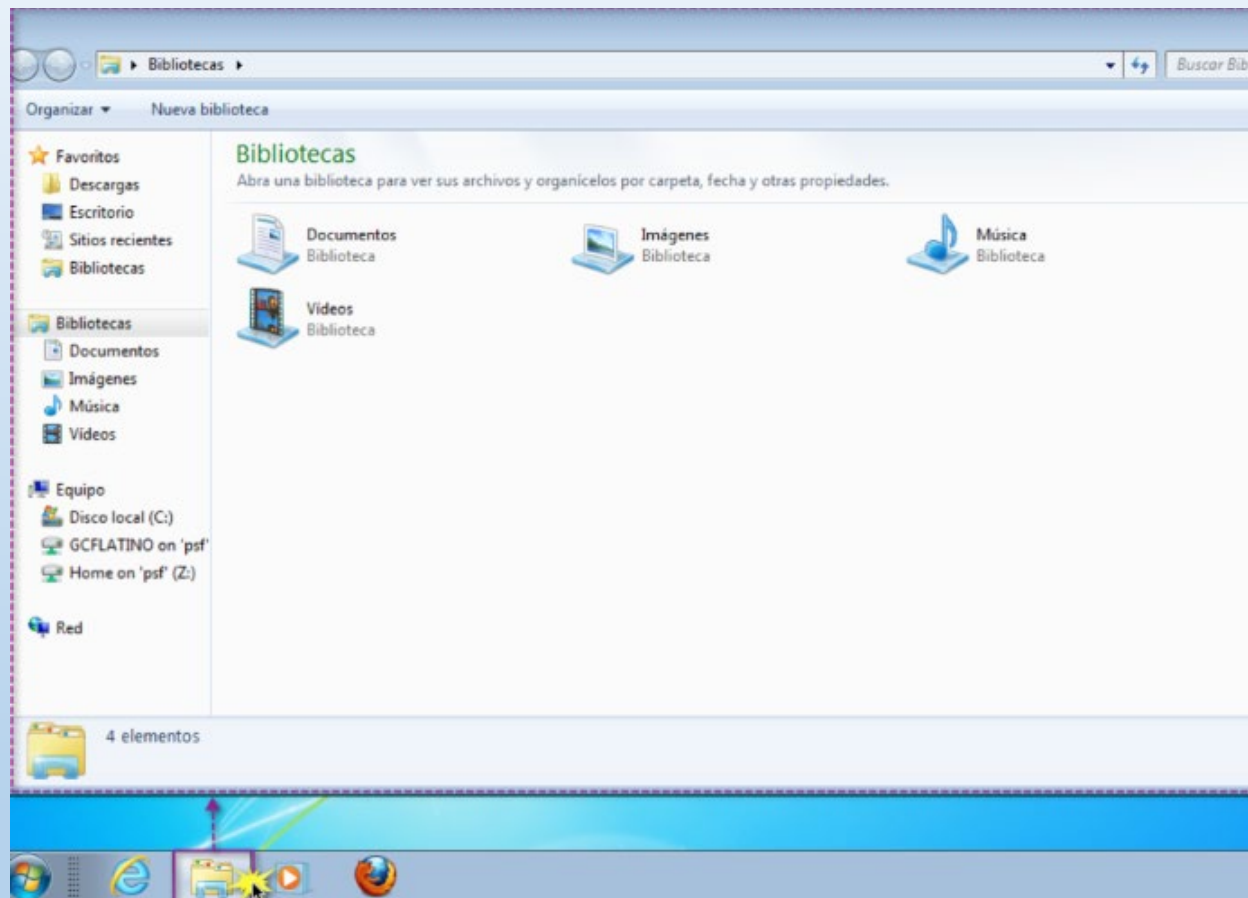 Bibliotecas
Buscar Bib
Organizar
Nueva biblioteca
Favoritos
Descargas
Escritorio
Sitios recientes
Bibliotecas
Bibliotecas
Documentos
Imágenes
Música
Vídeos
Equipo
Disco local (C:)
GCFLATINO on 'psf'
Home on 'psf' (Z:)
Red
Bibliotecas
Abra una biblioteca para ver sus archivos y organícelos por carpeta, fecha y otras propiedades.
Documentos
Biblioteca
Imágenes
Biblioteca
Música
Biblioteca
Vídeos
Biblioteca
4 elementos